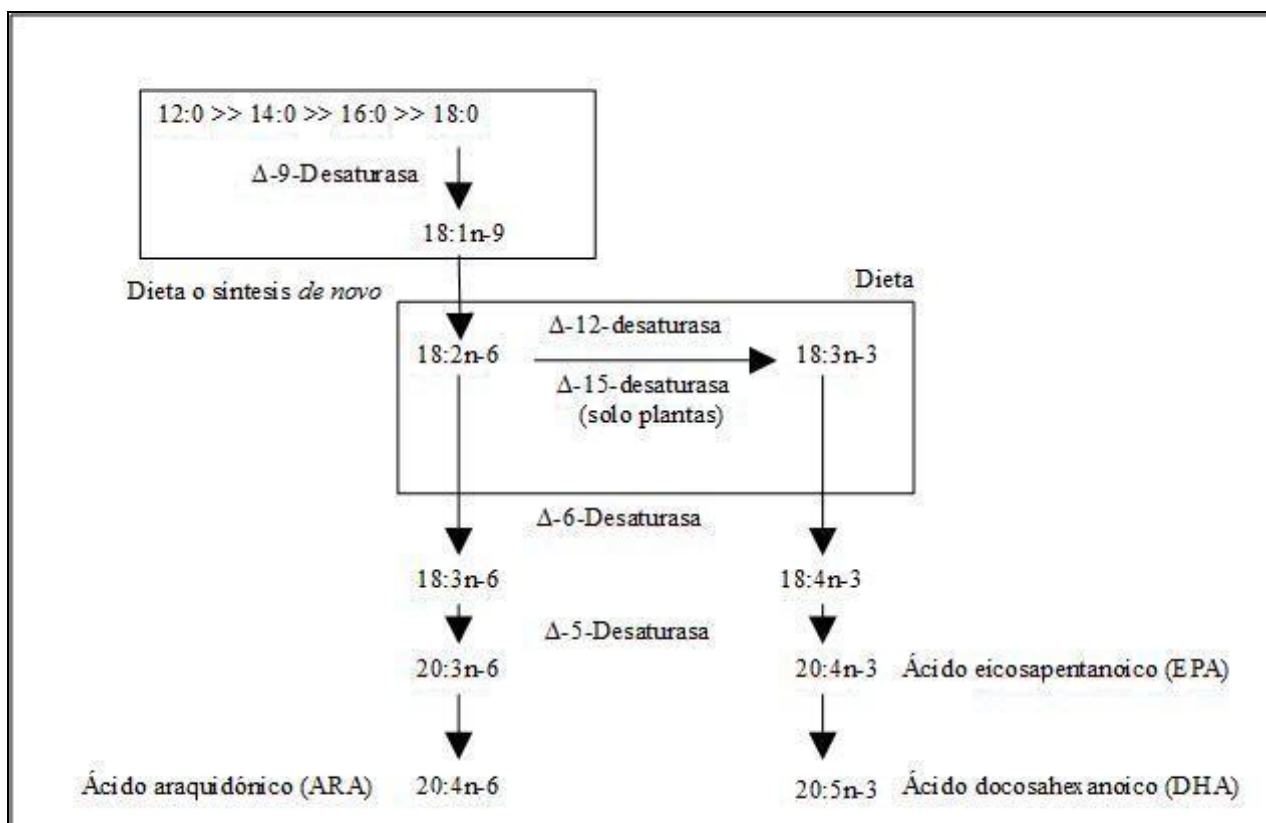 12:0 >> 14:0 >> 16:0 >> 18:0
Δ-9-Desaturasa
18:1n-9
Dieta o síntesis de novo
Dieta
Δ-12-desaturasa
18:2n-6
18:3n-3
Δ-15-desaturasa
(solo plantas)
Δ-6-Desaturasa
18:3n-6
18:4n-3
Δ-5-Desaturasa
20:3n-6
20:4n-3 Ácido eicosapentanoico (EPA)
Ácido araquidónico (ARA) 20:4n-6
20:5n-3 Ácido docosahexanoico (DHA)